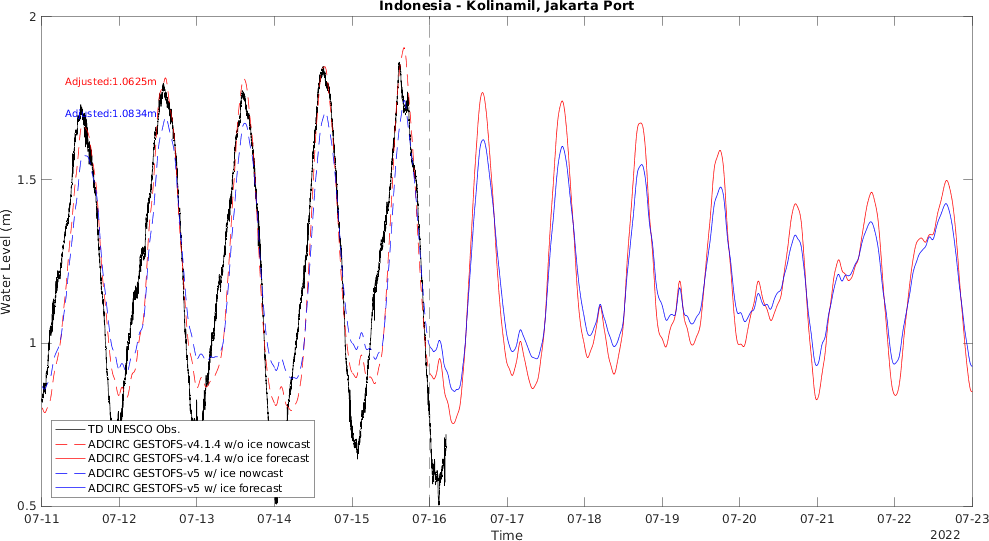 Indonesia - Kolinamil, Jakarta Port
2
1.5
1
0.5
Water Level (m)
Adjusted:1.0625m
Adjusted:1.0834m
TD UNESCO Obs.
ADCIRC GESTOFS-v4.1.4 w/o ice nowcast
ADCIRC GESTOFS-v4.1.4 w/o ice forecast
ADCIRC GESTOFS-v5 w/ ice nowcast
ADCIRC GESTOFS-v5 w/ ice forecast
07-11 07-12 07-13 07-14 07-15 07-16 07-17 07-18 07-19 07-20 07-21 07-22 07-23
Time
2022